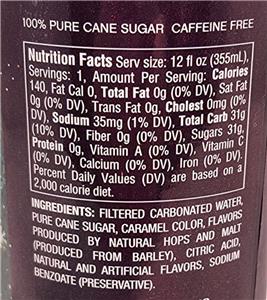 100% PURE CANE SUGAR CAFFEINE FREE
Nutrition Facts Serv size: 12 fl oz (355mL),
Servings: 1, Amount Per Serving: Calories
140, Fat Cal 0, Total Fat 0g (0% DV), Sat Fat
0g (0% DV), Trans Fat 0g, Cholest 0mg (0%
DV), Sodium 35mg (1% DV), Total Carb 31g
(10% DV), Fiber 0g (0% DV), Sugars 31g,
Protein 0g, Vitamin A (0% DV), Vitamin C
(0% DV), Calcium (0% DV), Iron (0% DV).
Percent Daily Values (DV) are based on a
2,000 calorie diet.
INGREDIENTS: FILTERED CARBONATED WATER,
PURE CANE SUGAR, CARAMEL COLOR, FLAVORS
PRODUCED BY NATURAL HOPS AND MALT
(PRODUCED FROM BARLEY), CITRIC ACID,
NATURAL AND ARTIFICIAL FLAVORS, SODIUM
BENZOATE (PRESERVATIVE).